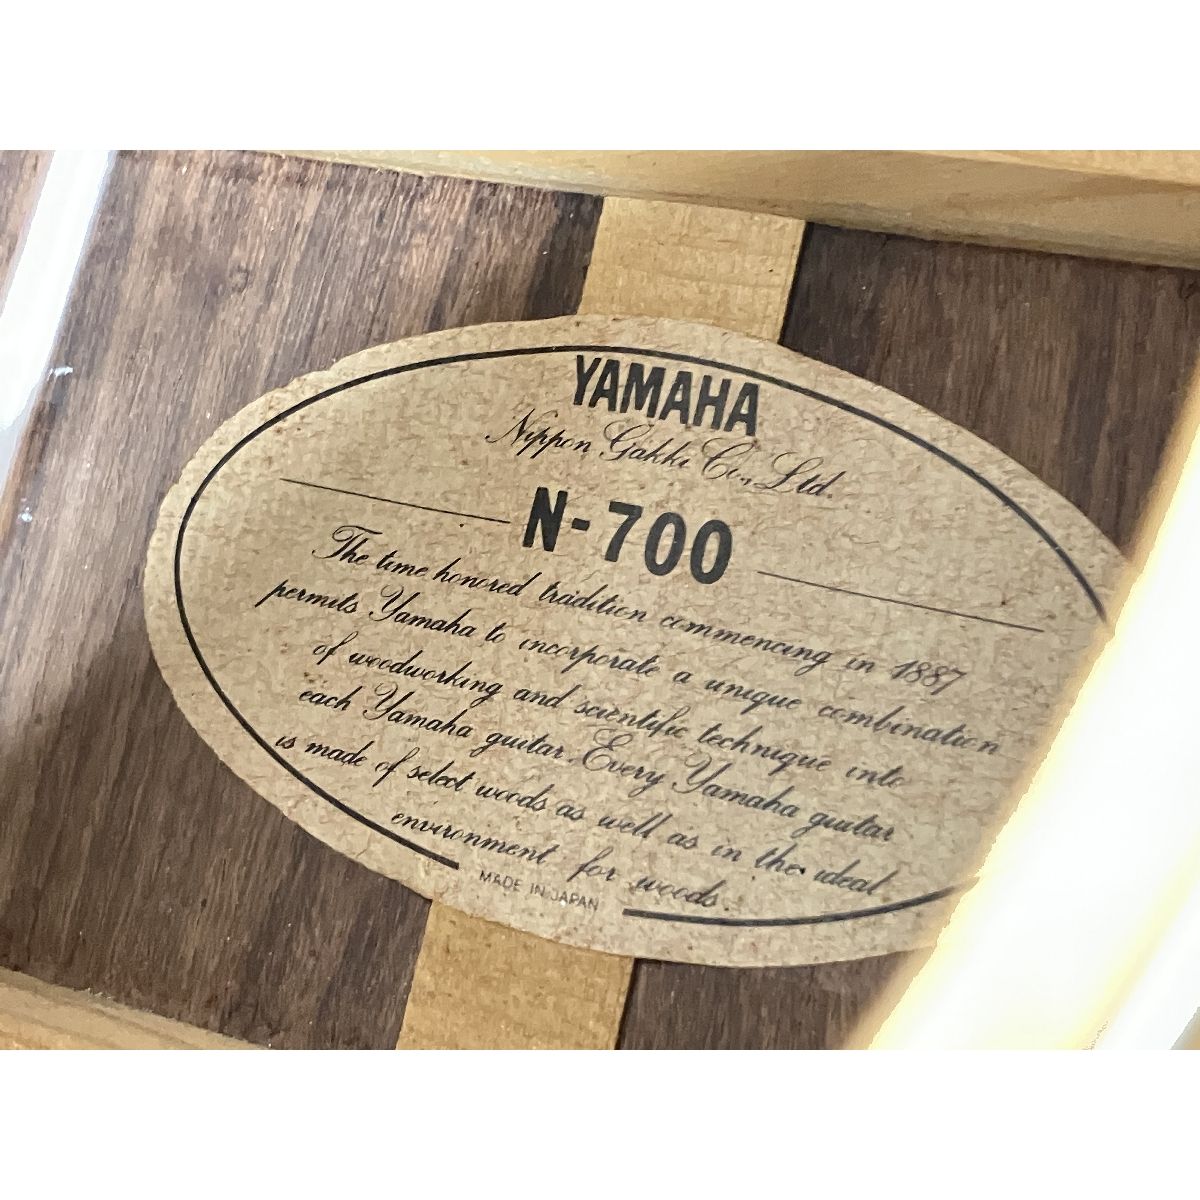 YAMAHA
Nippon Gakki Co., Ltd.
N-700
The time honored tradition commencing in 1887
permits Yamaha to incorporate a unique combination
of woodworking and scientific technique into
each Yamaha guitar. Every Yamaha guitar
is made of select woods as well as in the ideal
environment for woods.
MADE IN JAPAN